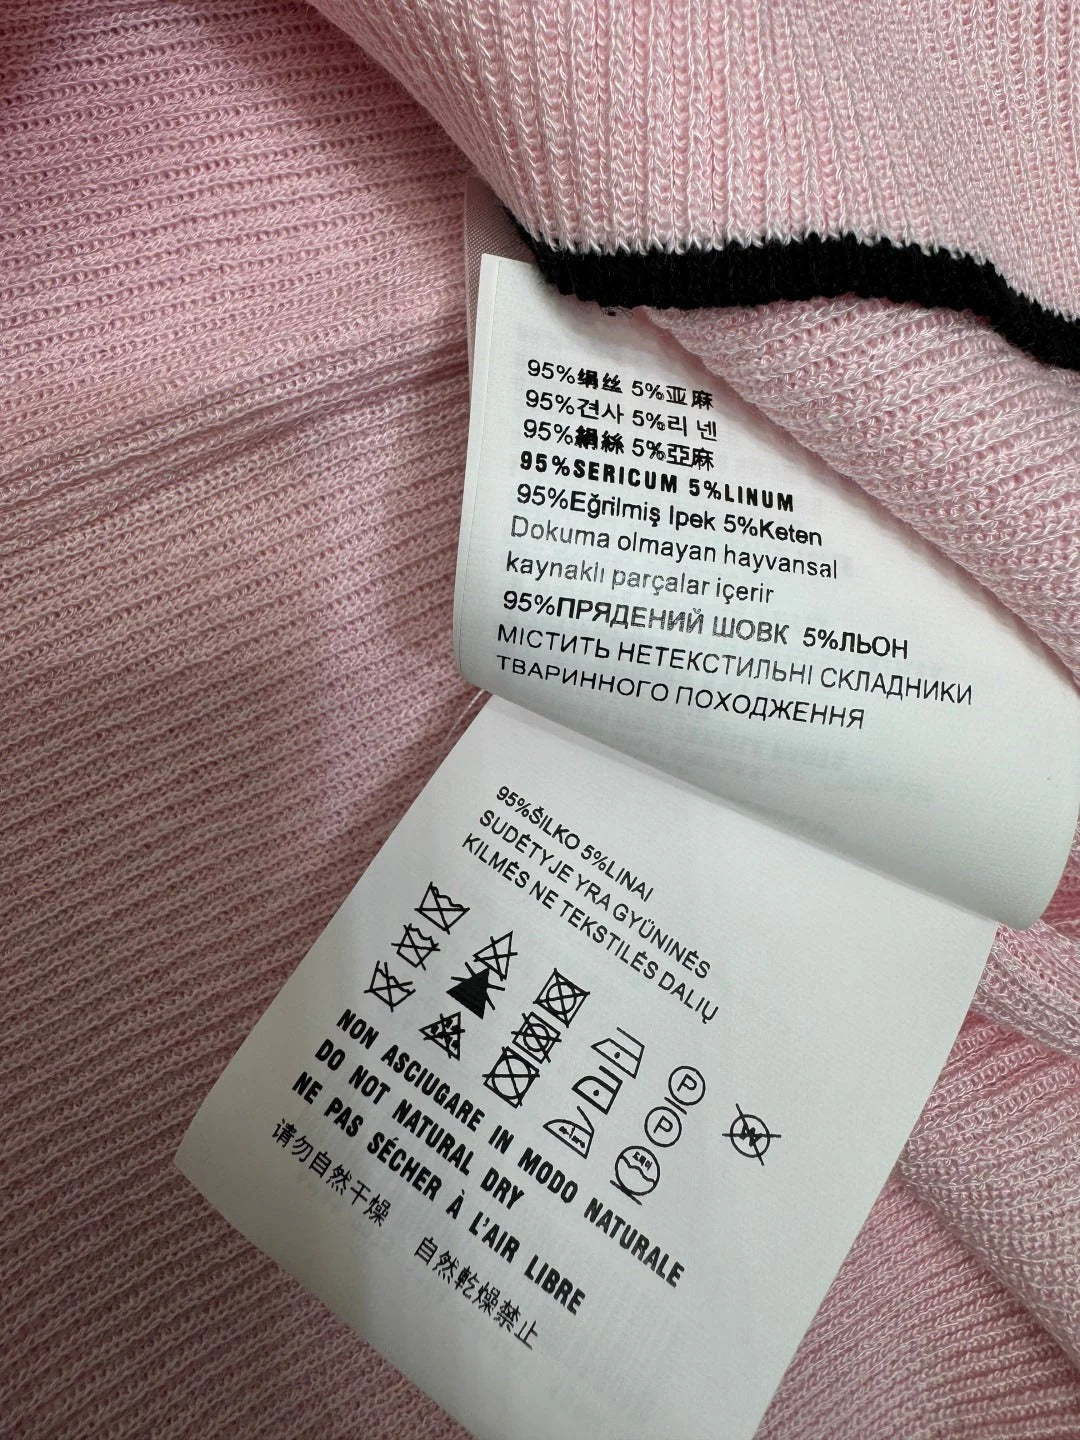 95%绢丝 5%亚麻
95%견사 5%리넨
95%絹絲 5%亞麻
95%SERICUM 5%LINUM
95%Eğrilmiş Ipek 5%Keten
Dokuma olmayan hayvansal
kaynaklı parçalar içerir
95%ПРЯДЕНИЙ ШОВК 5%ЛЬОН
МІСТИТЬ НЕТЕКСТИЛЬНІ СКЛАДНИКИ
ТВАРИННОГО ПОХОДЖЕННЯ
95%ŠILKO 5%LINAI
SUDĖTYJE YRA GYŪNINĖS
KILMĖS NE TEKSTILĖS DALIŲ
P
P
NON ASCIUGARE IN MODO NATURALE
DO NOT NATURAL DRY
NE PAS SÉCHER À L'AIR LIBRE
请勿自然干燥 自然乾燥禁止